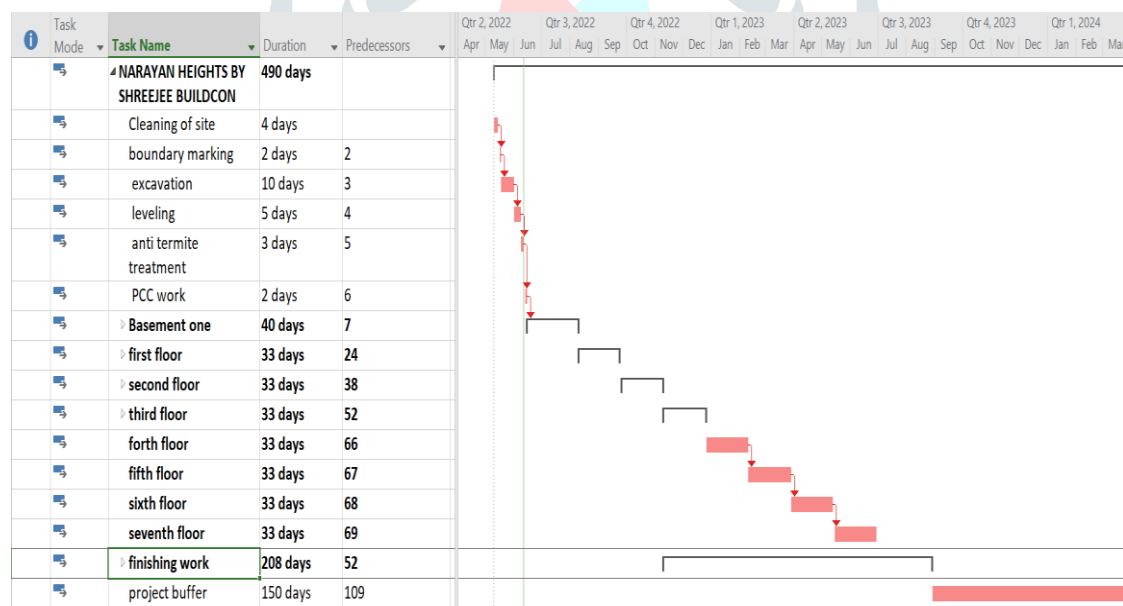 Task Mode Task Name Duration Predecessors
Qtr 2, 2022 Qtr 3, 2022 Qtr 4, 2022 Qtr 1, 2023 Qtr 2, 2023 Qtr 3, 2023 Qtr 4, 2023 Qtr 1, 2024
Apr May Jun Jul Aug Sep Oct Nov Dec Jan Feb Mar Apr May Jun Jul Aug Sep Oct Nov Dec Jan Feb Mar
NARAYAN HEIGHTS BY 490 days
SHREEJEE BUILDCON
Cleaning of site 4 days
boundary marking 2 days 2
excavation 10 days 3
leveling 5 days 4
anti termite 3 days 5
treatment
PCC work 2 days 6
Basement one 40 days 7
first floor 33 days 24
second floor 33 days 38
third floor 33 days 52
forth floor 33 days 66
fifth floor 33 days 67
sixth floor 33 days 68
seventh floor 33 days 69
finishing work 208 days 52
project buffer 150 days 109